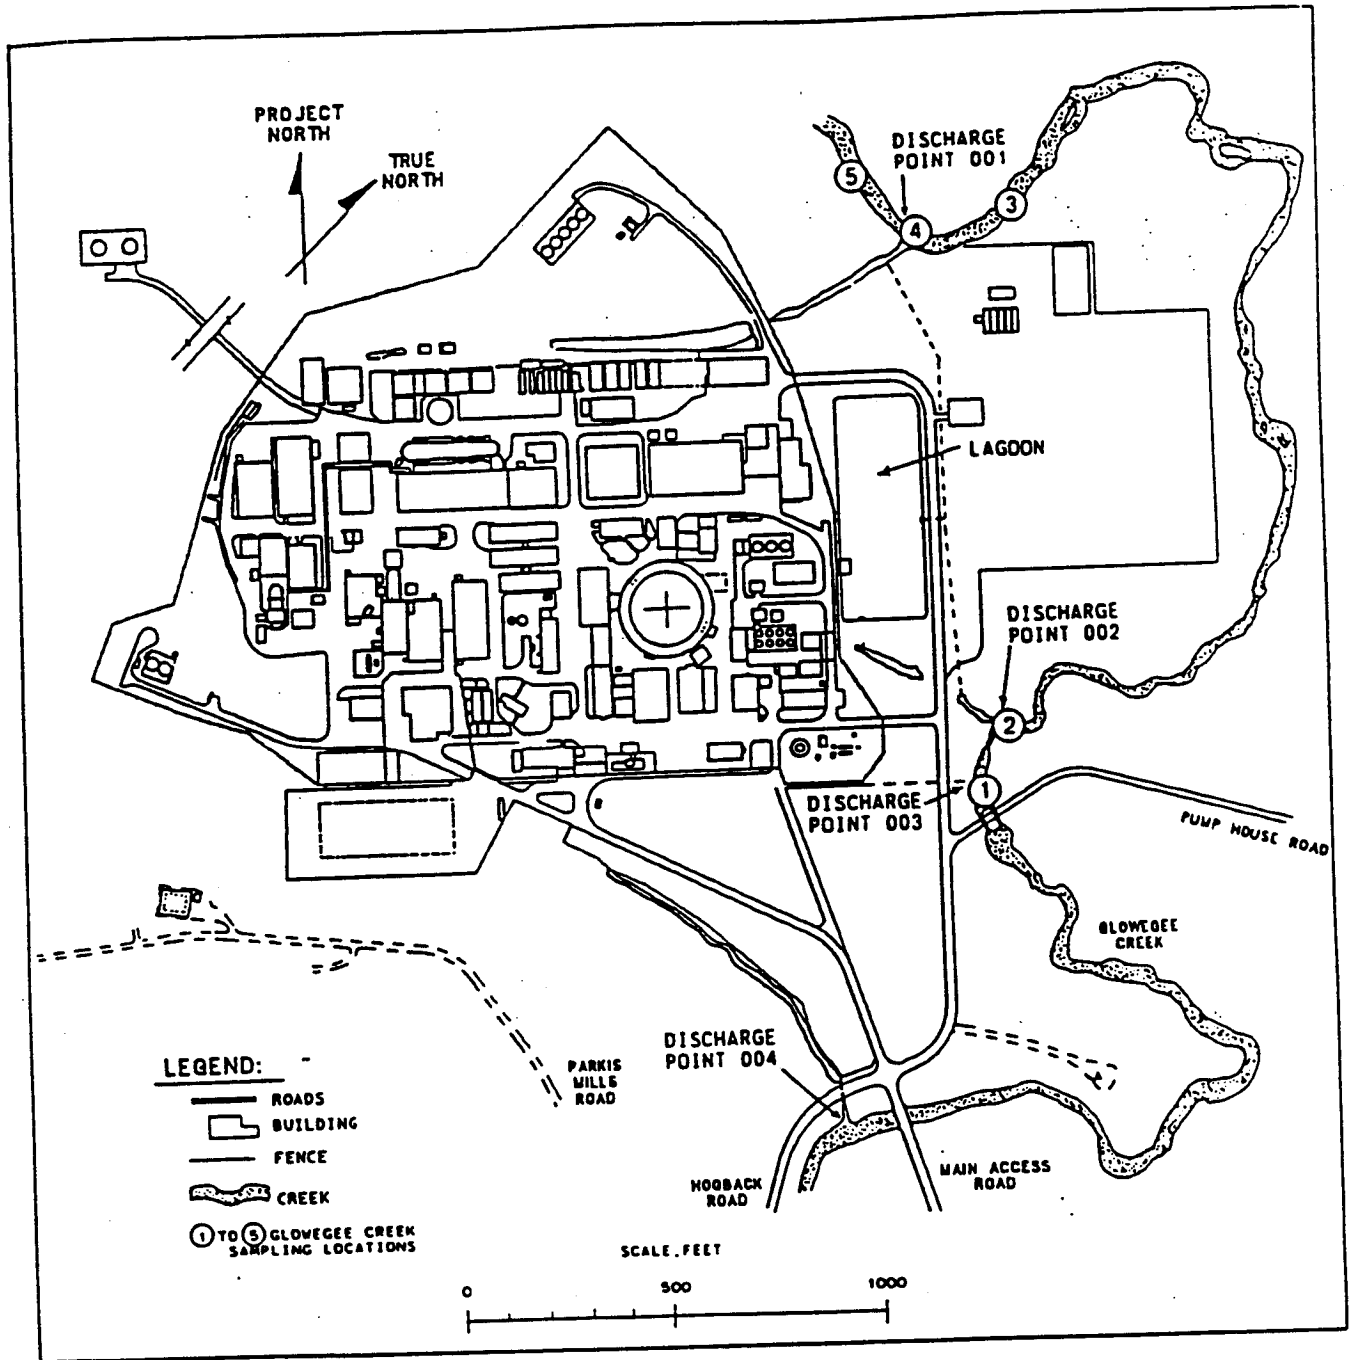 PROJECT
NORTH
TRUE
NORTH
DISCHARGE
POINT 001
5
4
3
LAGOON
DISCHARGE
POINT 002
2
1
DISCHARGE
POINT 003
PUMP HOUSE ROAD
GLOWEGEE
CREEK
DISCHARGE
POINT 004
PARKIS
MILLS
ROAD
HOGBACK
ROAD
MAIN ACCESS
ROAD
LEGEND:
ROADS
BUILDING
FENCE
CREEK
1 TO 5 GLOWEGEE CREEK
SAMPLING LOCATIONS
SCALE, FEET
0 500 1000